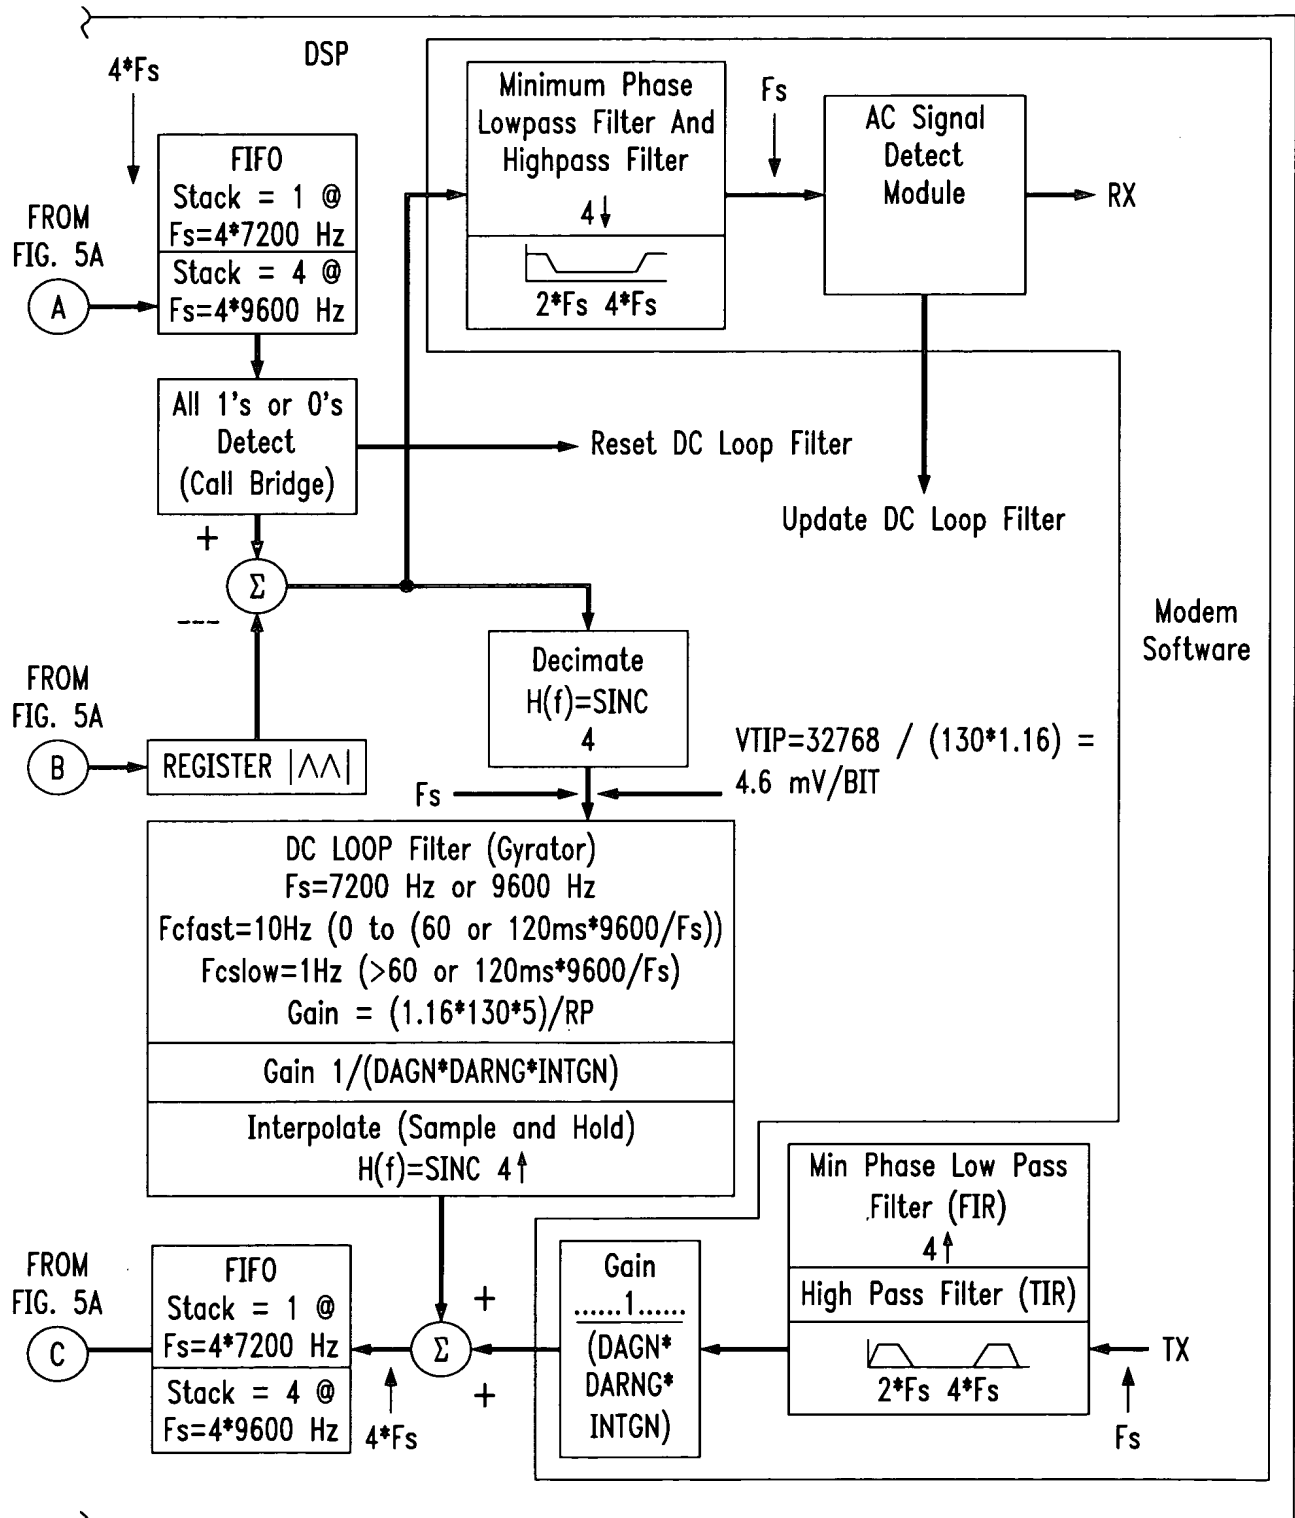 DSP
4*Fs
FIFO
Stack = 1 @
Fs=4*7200 Hz
Stack = 4 @
Fs=4*9600 Hz
FROM
FIG. 5A
A
Minimum Phase
Lowpass Filter And
Highpass Filter
4↓
2*Fs 4*Fs
Fs
AC Signal
Detect
Module
RX
All 1's or 0's
Detect
(Call Bridge)
Reset DC Loop Filter
Update DC Loop Filter
+
Σ
---
Modem
Software
Decimate
H(f)=SINC
4
FROM
FIG. 5A
B
REGISTER |ΛΛ|
VTIP=32768 / (130*1.16) =
4.6 mV/BIT
Fs
DC LOOP Filter (Gyrator)
Fs=7200 Hz or 9600 Hz
Fcfast=10Hz (0 to (60 or 120ms*9600/Fs))
Fcslow=1Hz (>60 or 120ms*9600/Fs)
Gain = (1.16*130*5)/RP
Gain 1/(DAGN*DARNG*INTGN)
Interpolate (Sample and Hold)
H(f)=SINC 4↑
Min Phase Low Pass
Filter (FIR)
4↑
High Pass Filter (TIR)
2*Fs 4*Fs
TX
Fs
Gain
......1......
(DAGN*
DARNG*
INTGN)
+
Σ
+
4*Fs
FROM
FIG. 5A
C
FIFO
Stack = 1 @
Fs=4*7200 Hz
Stack = 4 @
Fs=4*9600 Hz